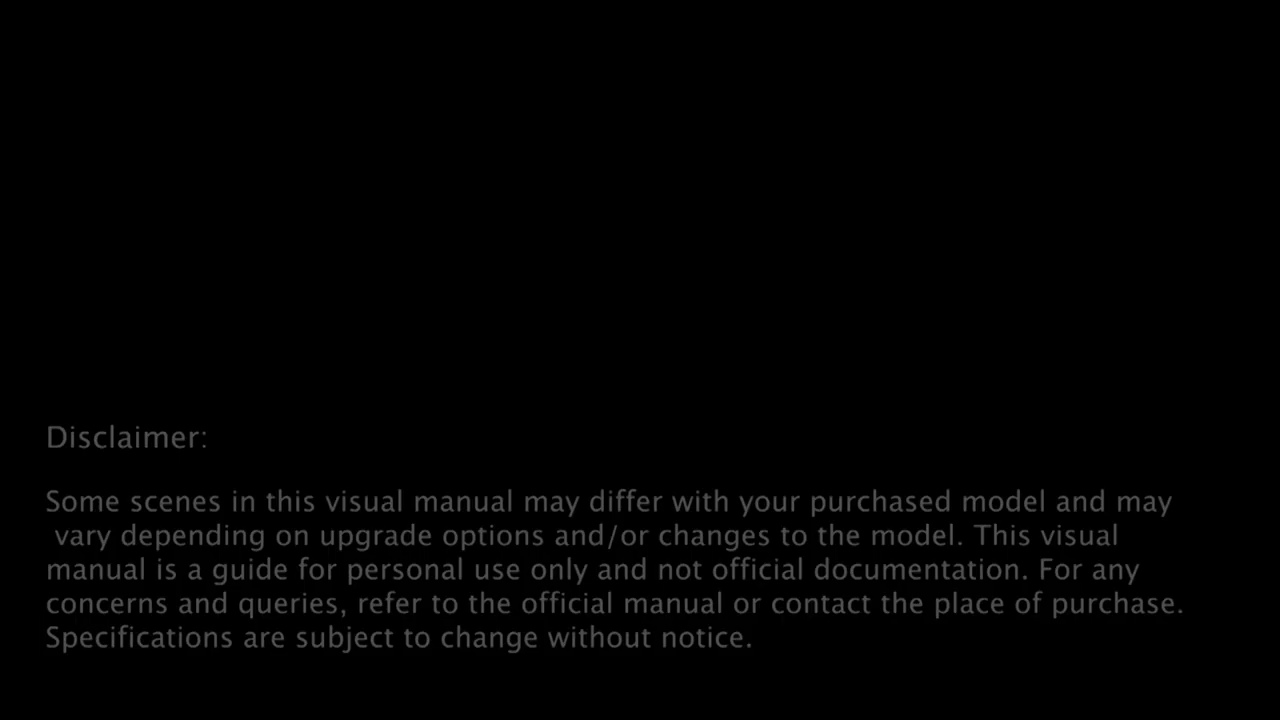 Disclaimer:
Some scenes in this visual manual may differ with your purchased model and may
vary depending on upgrade options and/or changes to the model. This visual
manual is a guide for personal use only and not official documentation. For any
concerns and queries, refer to the official manual or contact the place of purchase.
Specifications are subject to change without notice.